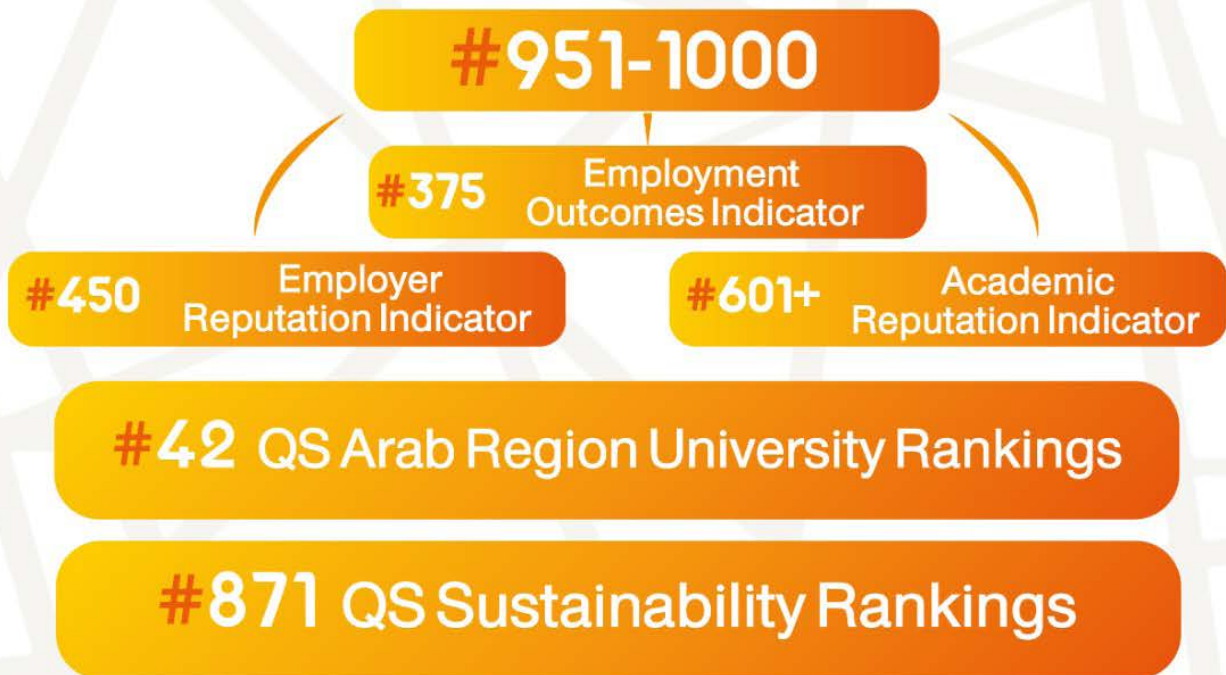 #951-1000
#375 Employment
Outcomes Indicator
#450 Employer
Reputation Indicator
#601+ Academic
Reputation Indicator
#42 QS Arab Region University Rankings
#871 QS Sustainability Rankings